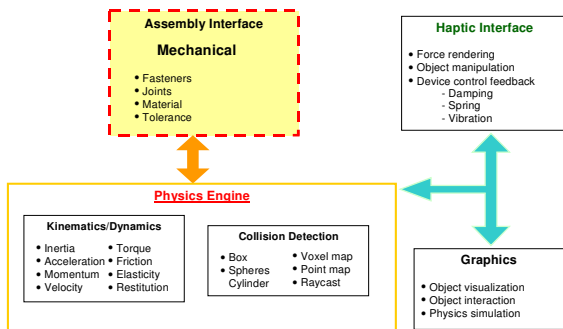 Assembly Interface
Mechanical
• Fasteners
• Joints
• Material
• Tolerance
Haptic Interface
• Force rendering
• Object manipulation
• Device control feedback
- Damping
- Spring
- Vibration
Physics Engine
Kinematics/Dynamics
• Inertia • Torque
• Acceleration • Friction
• Momentum • Elasticity
• Velocity • Restitution
Collision Detection
• Box • Voxel map
• Spheres • Point map
Cylinder • Raycast
Graphics
• Object visualization
• Object interaction
• Physics simulation